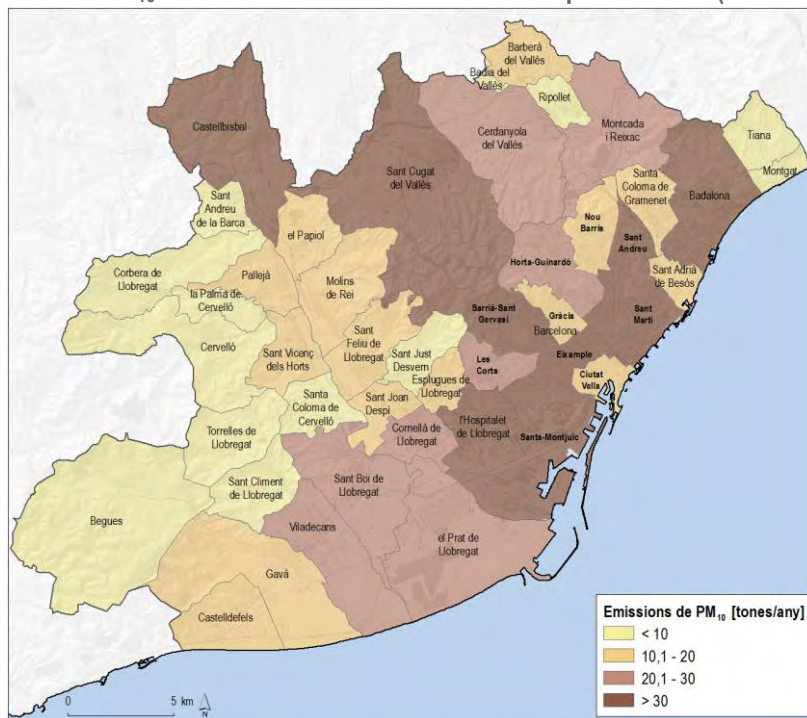 Barberà
del Vallès
Badia del
Vallès
Ripollet
Castellbisbal
Cerdanyola
del Vallès
Montcada
i Reixac
Tiana
Montgat
Sant Cugat
del Vallès
Santa
Coloma de
Gramenet
Badalona
Sant
Andreu
de la Barca
el Papiol
Nou
Barris
Sant
Andreu
Corbera de
Llobregat
Pallejà
Molins
de Rei
Horta-Guinardó
Sant Adrià
de Besòs
la Palma de
Cervelló
Sarrià-Sant
Gervasi
Gràcia
Barcelona
Sant
Martí
Cervelló
Sant Vicenç
dels Horts
Sant
Feliu de
Llobregat
Sant Just
Desvern
Les
Corts
Eixample
Esplugues de
Llobregat
Ciutat
Vella
Santa
Coloma de
Cervelló
Sant Joan
Despí
Cornellà de
Llobregat
l'Hospitalet
de Llobregat
Sants-Montjuïc
Torrelles de
Llobregat
Sant Climent
de Llobregat
Sant Boi de
Llobregat
Begues
Viladecans
el Prat de
Llobregat
Gavà
Castelldefels
Emissions de PM₁₀ [tones/any]
< 10
10,1 - 20
20,1 - 30
> 30
0 5 km
N